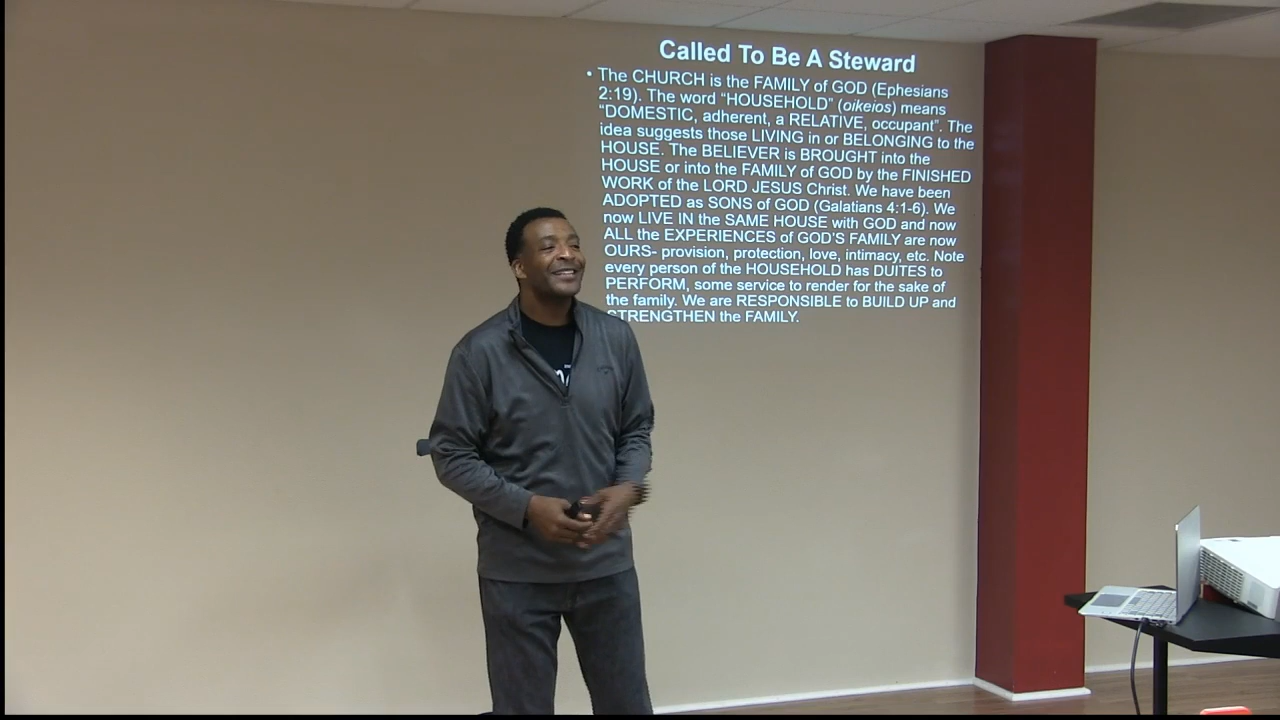 Called To Be A Steward
• The CHURCH is the FAMILY of GOD (Ephesians
2:19). The word “HOUSEHOLD” (oikeios) means
“DOMESTIC, adherent, a RELATIVE, occupant”. The
idea suggests those LIVING in or BELONGING to the
HOUSE. The BELIEVER is BROUGHT into the
HOUSE or into the FAMILY of GOD by the FINISHED
WORK of the LORD JESUS Christ. We have been
ADOPTED as SONS of GOD (Galatians 4:1-6). We
now LIVE IN the SAME HOUSE with GOD and now
ALL the EXPERIENCES of GOD'S FAMILY are now
OURS- provision, protection, love, intimacy, etc. Note
every person of the HOUSEHOLD has DUITES to
PERFORM, some service to render for the sake of
the family. We are RESPONSIBLE to BUILD UP and
STRENGTHEN the FAMILY.